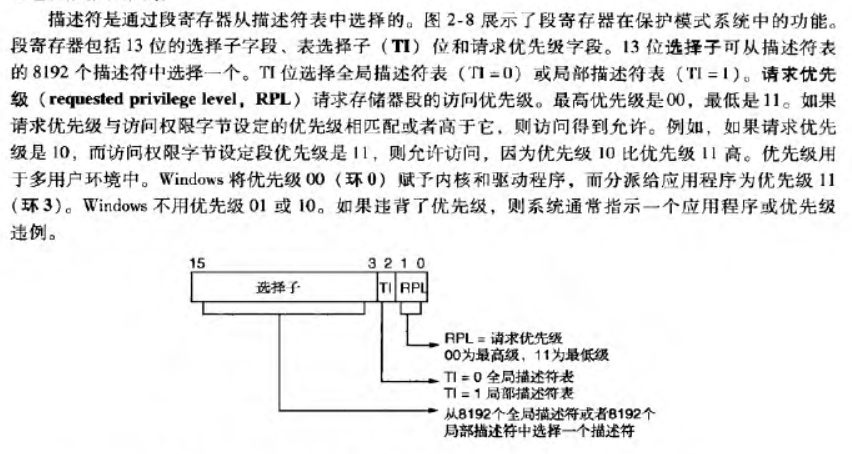 描述符是通过段寄存器从描述符表中选择的。图 2-8 展示了段寄存器在保护模式系统中的功能。
段寄存器包括 13 位的选择子字段、表选择子（TI）位和请求优先级字段。13 位选择子可从描述符表
的 8192 个描述符中选择一个。TI 位选择全局描述符表（TI=0）或局部描述符表（TI=1）。请求优先
级（requested privilege level，RPL）请求存储器段的访问优先级。最高优先级是00，最低是11。如果
请求优先级与访问权限字节设定的优先级相匹配或者高于它，则访问得到允许。例如，如果请求优先
级是 10，而访问权限字节设定段优先级是 11，则允许访问，因为优先级 10 比优先级 11 高。优先级用
于多用户环境中。Windows 将优先级 00（环 0）赋予内核和驱动程序，而分派给应用程序为优先级 11
（环 3）。Windows 不用优先级 01 或 10。如果违背了优先级，则系统通常指示一个应用程序或优先级
违例。
15 3 2 1 0
选择子 TI RPL
RPL = 请求优先级
00为最高级，11为最低级
TI = 0 全局描述符表
TI = 1 局部描述符表
从8192个全局描述符或者8192个
局部描述符中选择一个描述符